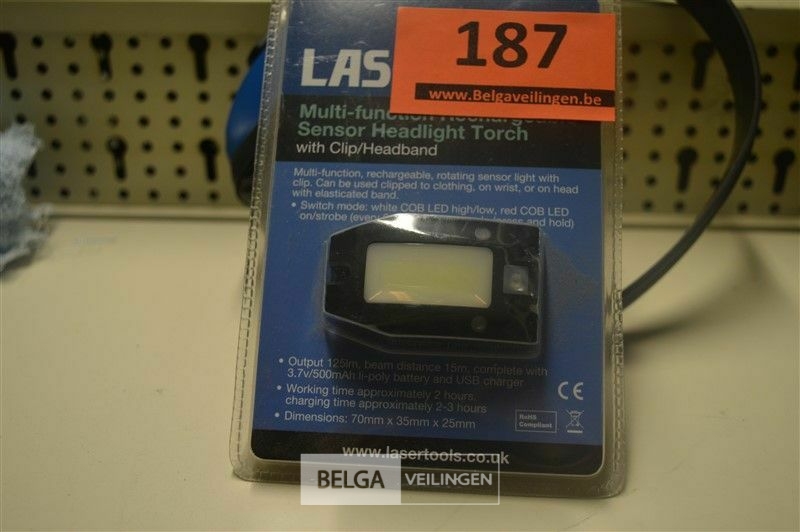 LAS
187
www.Belgaveilingen.be
Multi-function
Sensor Headlight Torch
with Clip/Headband
Multi-function, rechargeable, rotating sensor light with
clip. Can be used clipped to clothing, on wrist, or on head
with elasticated band.
• Switch mode: white COB LED high/low, red COB LED
on/strobe (every press and hold)
• Output 125lm, beam distance 15m, complete with
3.7v/500mAh li-poly battery and USB charger
• Working time approximately 2 hours,
charging time approximately 2-3 hours
• Dimensions: 70mm x 35mm x 25mm
CE
RoHS
Compliant
www.lasertools.co.uk
BELGA VEILINGEN